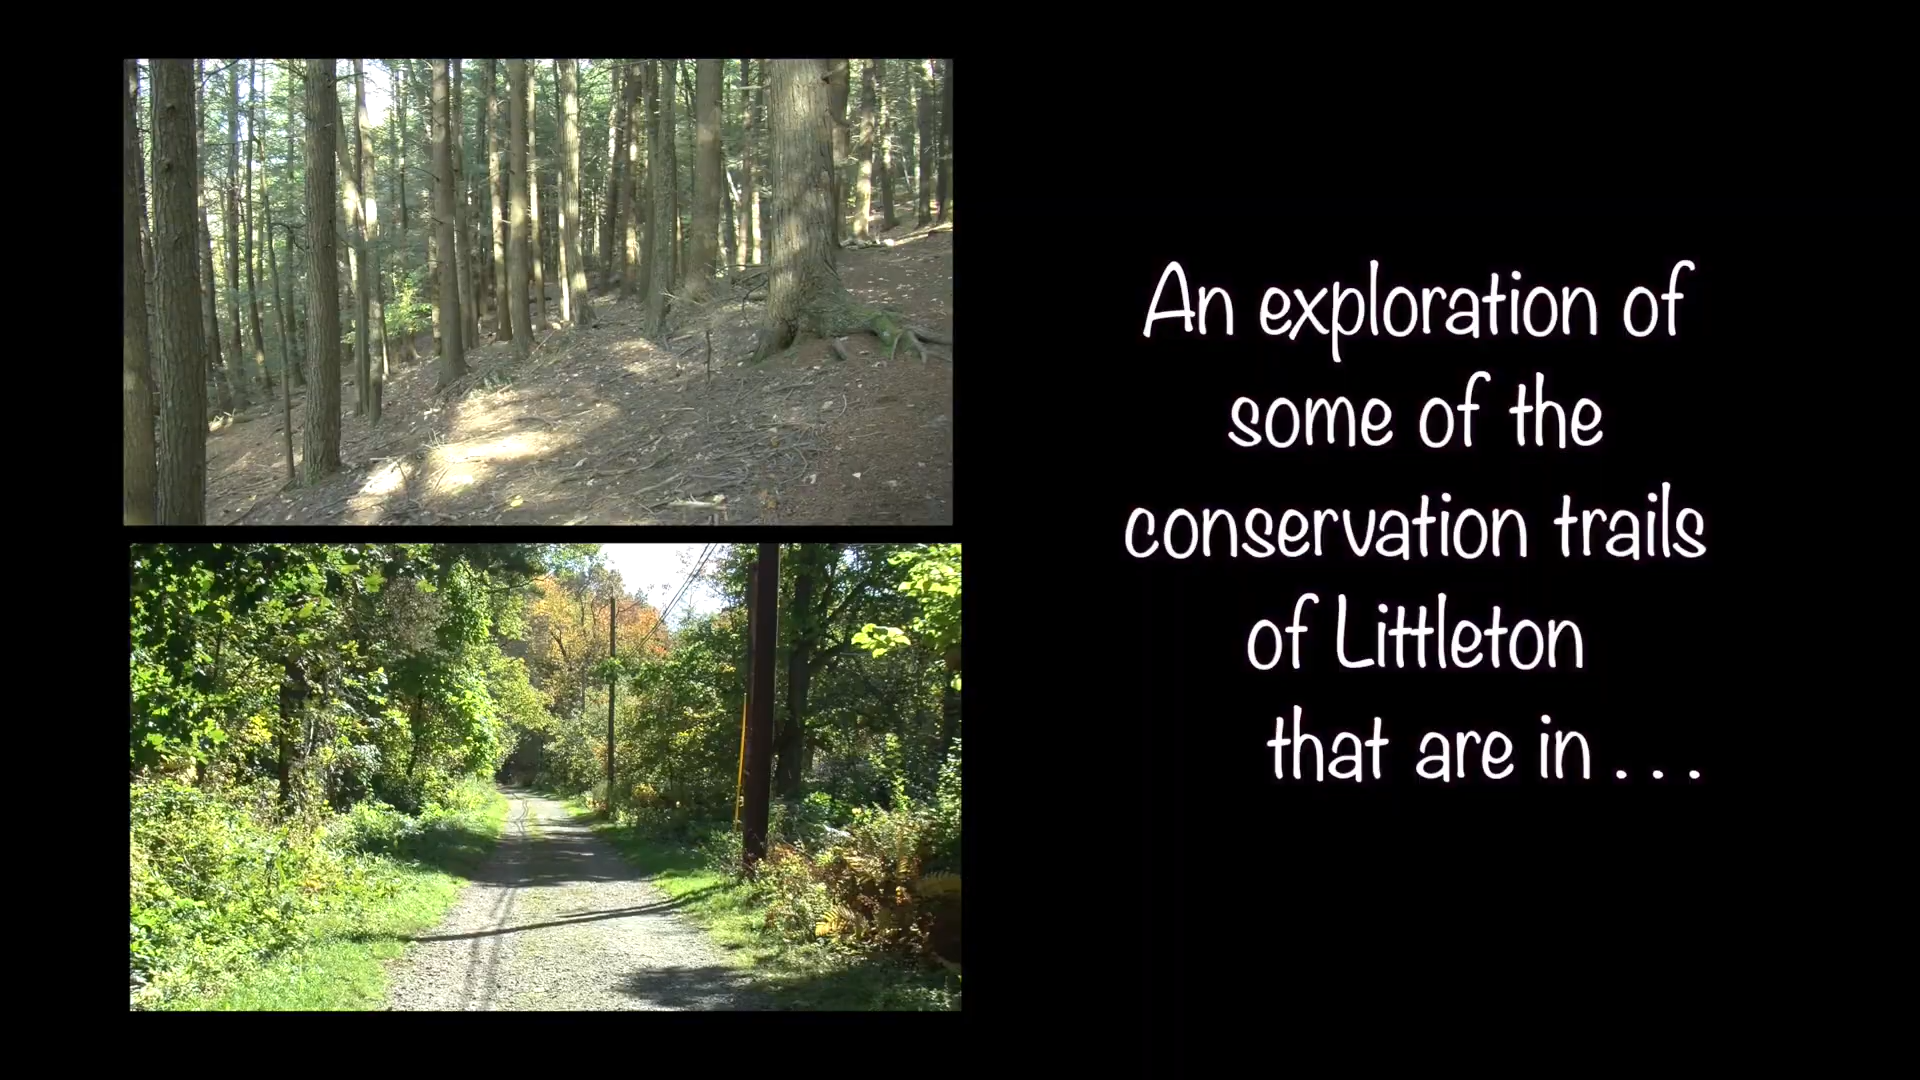 An exploration of
some of the
conservation trails
of Littleton
that are in . . .